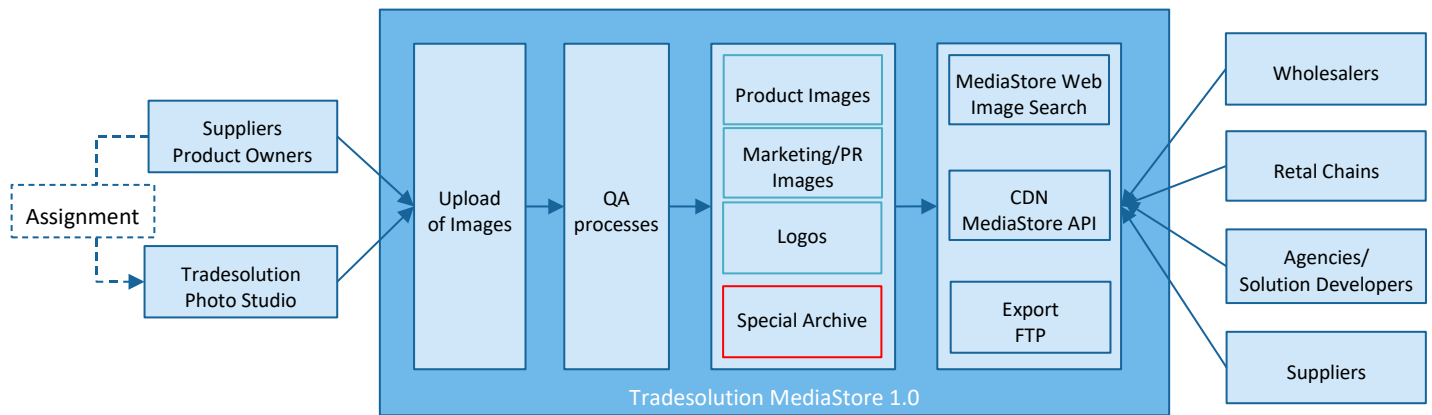 Suppliers
Product Owners
Assignment
Tradesolution
Photo Studio
Upload
of Images
QA
processes
Product Images
Marketing/PR
Images
Logos
Special Archive
MediaStore Web
Image Search
CDN
MediaStore API
Export
FTP
Tradesolution MediaStore 1.0
Wholesalers
Retal Chains
Agencies/
Solution Developers
Suppliers